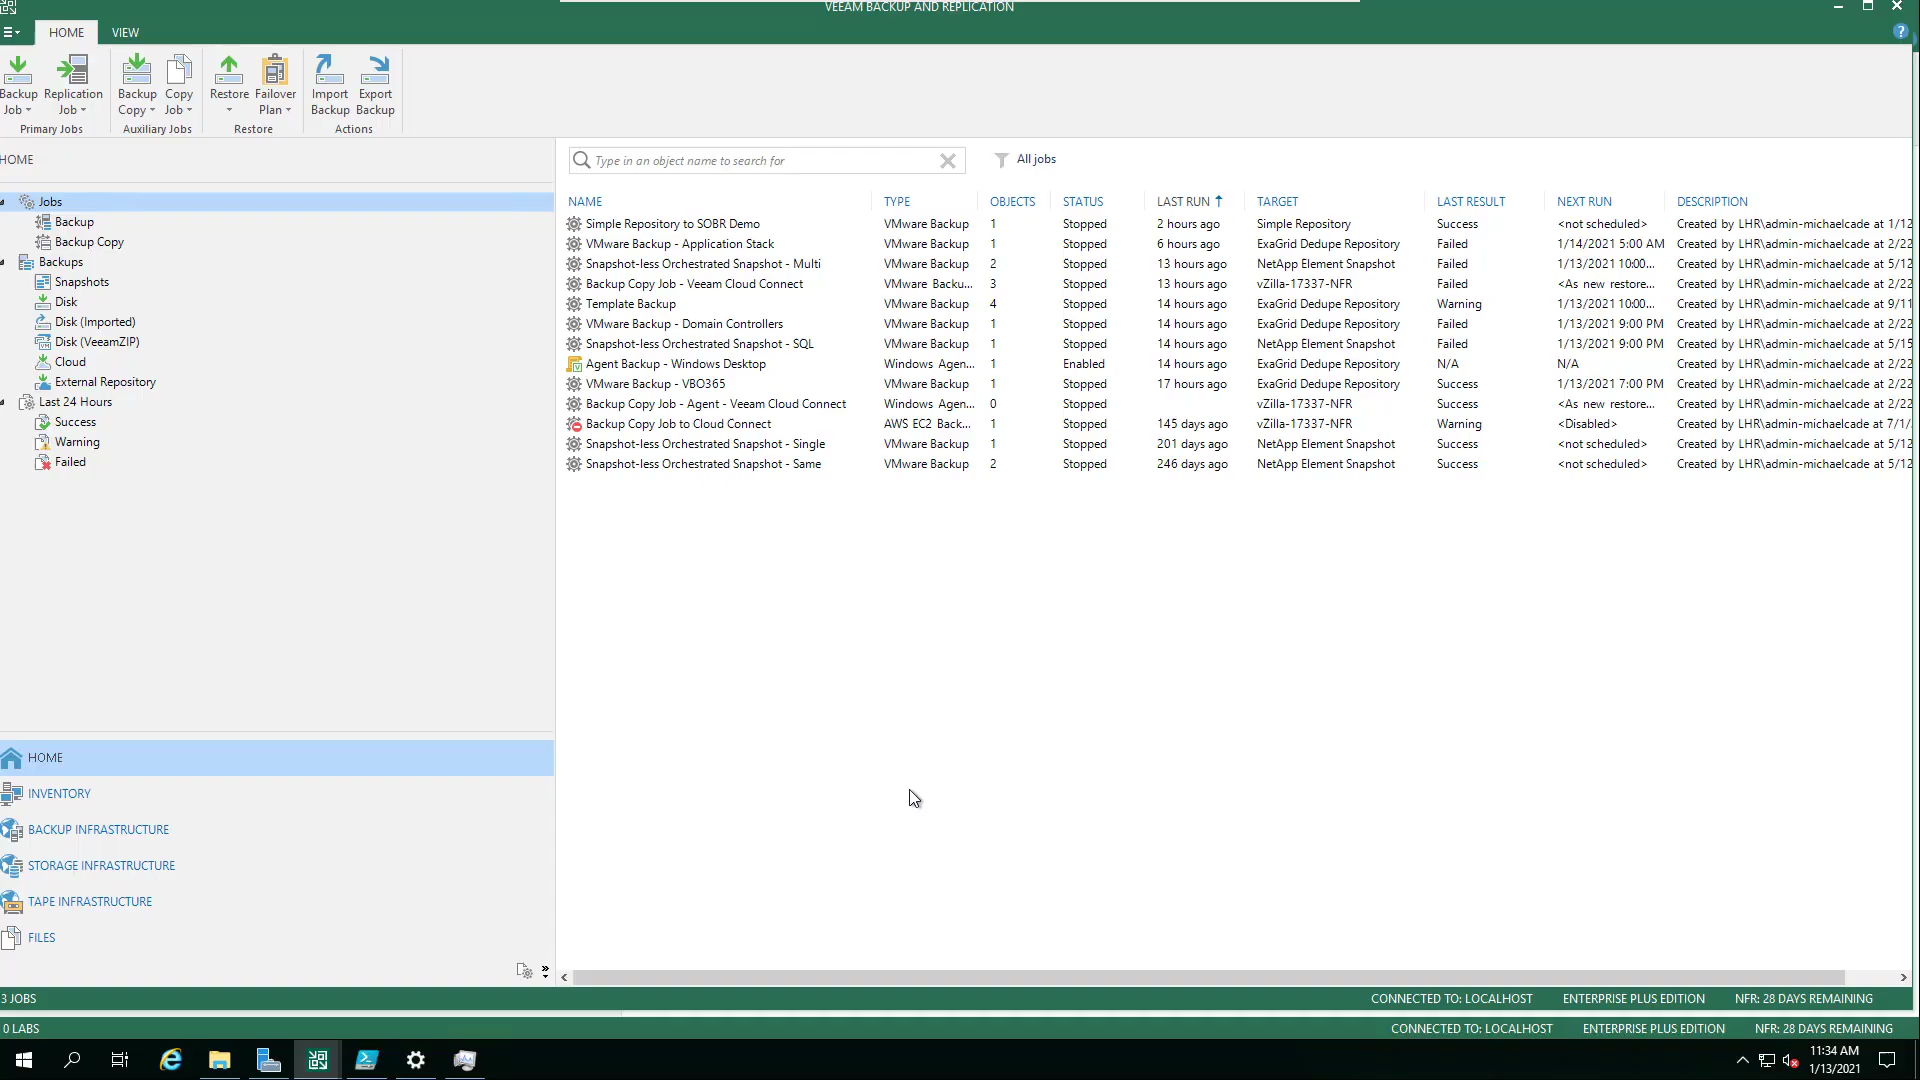 VEEAM BACKUP AND REPLICATION
HOME VIEW
Backup Job Replication Job Backup Copy Copy Job Restore Failover Plan Import Backup Export Backup
Primary Jobs Auxiliary Jobs Restore Actions
HOME
Type in an object name to search for All jobs
Jobs
Backup
Backup Copy
Backups
Snapshots
Disk
Disk (Imported)
Disk (VeeamZIP)
Cloud
External Repository
Last 24 Hours
Success
Warning
Failed
NAME TYPE OBJECTS STATUS LAST RUN TARGET LAST RESULT NEXT RUN DESCRIPTION
Simple Repository to SOBR Demo VMware Backup 1 Stopped 2 hours ago Simple Repository Success <not scheduled> Created by LHR\admin-michaelcade at 1/12
VMware Backup - Application Stack VMware Backup 1 Stopped 6 hours ago ExaGrid Dedupe Repository Failed 1/14/2021 5:00 AM Created by LHR\admin-michaelcade at 2/22
Snapshot-less Orchestrated Snapshot - Multi VMware Backup 2 Stopped 13 hours ago NetApp Element Snapshot Failed 1/13/2021 10:00... Created by LHR\admin-michaelcade at 5/12
Backup Copy Job - Veeam Cloud Connect VMware Backu... 3 Stopped 13 hours ago vZilla-17337-NFR Failed <As new restore... Created by LHR\admin-michaelcade at 2/22
Template Backup VMware Backup 4 Stopped 14 hours ago ExaGrid Dedupe Repository Warning 1/13/2021 10:00... Created by LHR\admin-michaelcade at 9/11
VMware Backup - Domain Controllers VMware Backup 1 Stopped 14 hours ago ExaGrid Dedupe Repository Failed 1/13/2021 9:00 PM Created by LHR\admin-michaelcade at 2/22
Snapshot-less Orchestrated Snapshot - SQL VMware Backup 1 Stopped 14 hours ago NetApp Element Snapshot Failed 1/13/2021 9:00 PM Created by LHR\admin-michaelcade at 5/15
Agent Backup - Windows Desktop Windows Agen... 1 Enabled 14 hours ago ExaGrid Dedupe Repository N/A N/A Created by LHR\admin-michaelcade at 2/22
VMware Backup - VBO365 VMware Backup 1 Stopped 17 hours ago ExaGrid Dedupe Repository Success 1/13/2021 7:00 PM Created by LHR\admin-michaelcade at 2/22
Backup Copy Job - Agent - Veeam Cloud Connect Windows Agen... 0 Stopped vZilla-17337-NFR Success <As new restore... Created by LHR\admin-michaelcade at 2/22
Backup Copy Job to Cloud Connect AWS EC2 Back... 1 Stopped 145 days ago vZilla-17337-NFR Warning <Disabled> Created by LHR\admin-michaelcade at 7/1/
Snapshot-less Orchestrated Snapshot - Single VMware Backup 1 Stopped 201 days ago NetApp Element Snapshot Success <not scheduled> Created by LHR\admin-michaelcade at 5/12
Snapshot-less Orchestrated Snapshot - Same VMware Backup 2 Stopped 246 days ago NetApp Element Snapshot Success <not scheduled> Created by LHR\admin-michaelcade at 5/12
HOME
INVENTORY
BACKUP INFRASTRUCTURE
STORAGE INFRASTRUCTURE
TAPE INFRASTRUCTURE
FILES
3 JOBS CONNECTED TO: LOCALHOST ENTERPRISE PLUS EDITION NFR: 28 DAYS REMAINING
0 LABS CONNECTED TO: LOCALHOST ENTERPRISE PLUS EDITION NFR: 28 DAYS REMAINING
11:34 AM
1/13/2021